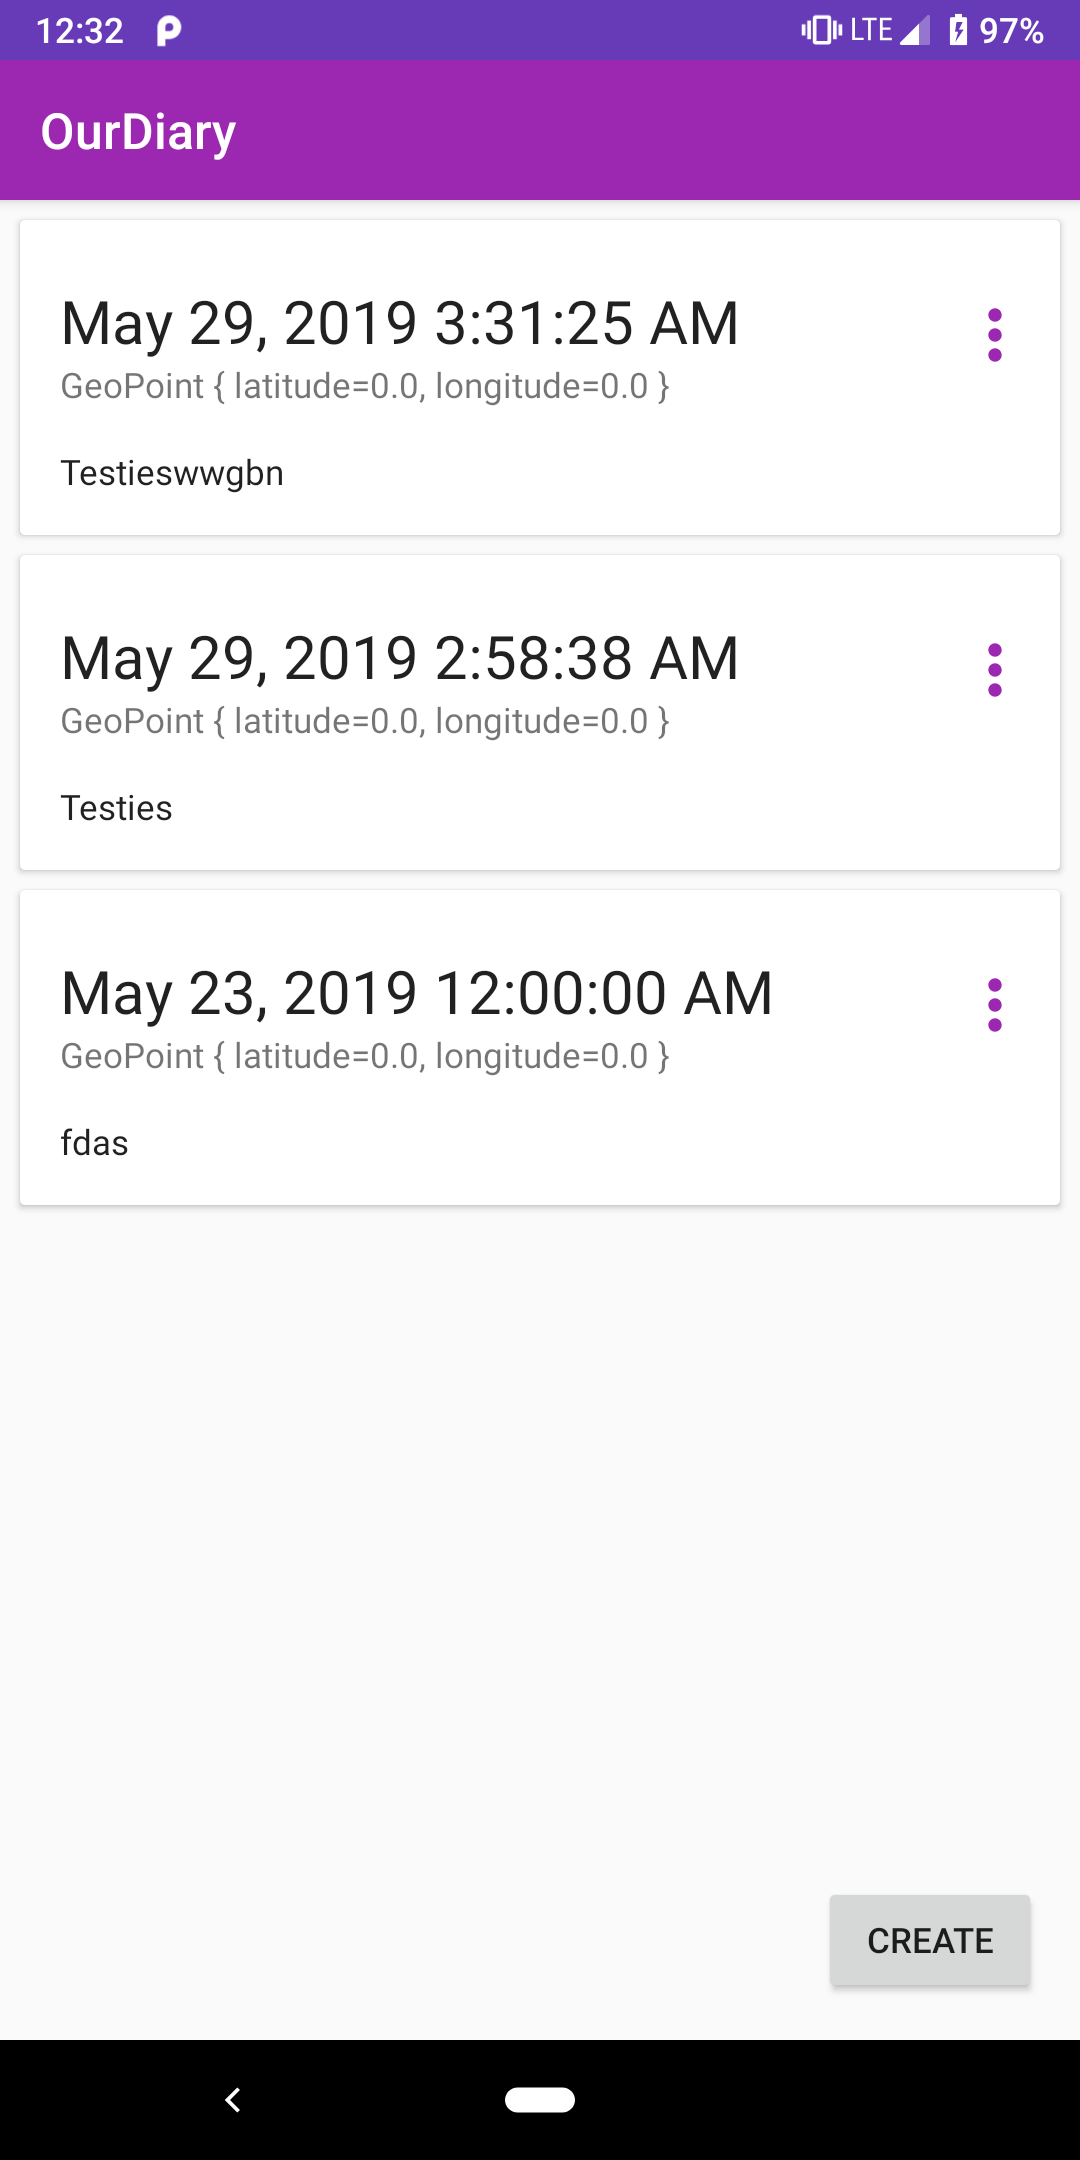 12:32 LTE 97%
OurDiary
May 29, 2019 3:31:25 AM
GeoPoint { latitude=0.0, longitude=0.0 }
Testieswwgbn
May 29, 2019 2:58:38 AM
GeoPoint { latitude=0.0, longitude=0.0 }
Testies
May 23, 2019 12:00:00 AM
GeoPoint { latitude=0.0, longitude=0.0 }
fdas
CREATE